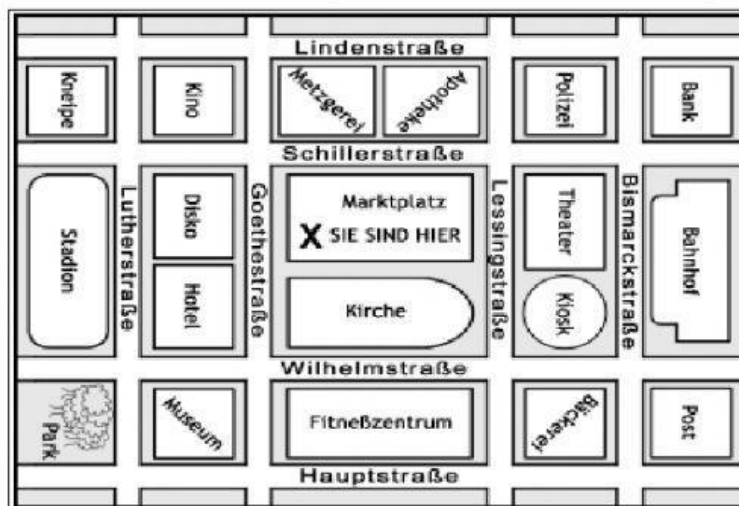 Lindenstraße
Kneipe
Kino
Metzgerei
Apotheke
Polizei
Bank
Schillerstraße
Stadion
Lutherstraße
Disko
Hotel
Goethestraße
Marktplatz
X SIE SIND HIER
Kirche
Lessingstraße
Theater
Kiosk
Bismarckstraße
Bahnhof
Wilhelmstraße
Park
Museum
Fitneßzentrum
Bäckerei
Post
Hauptstraße